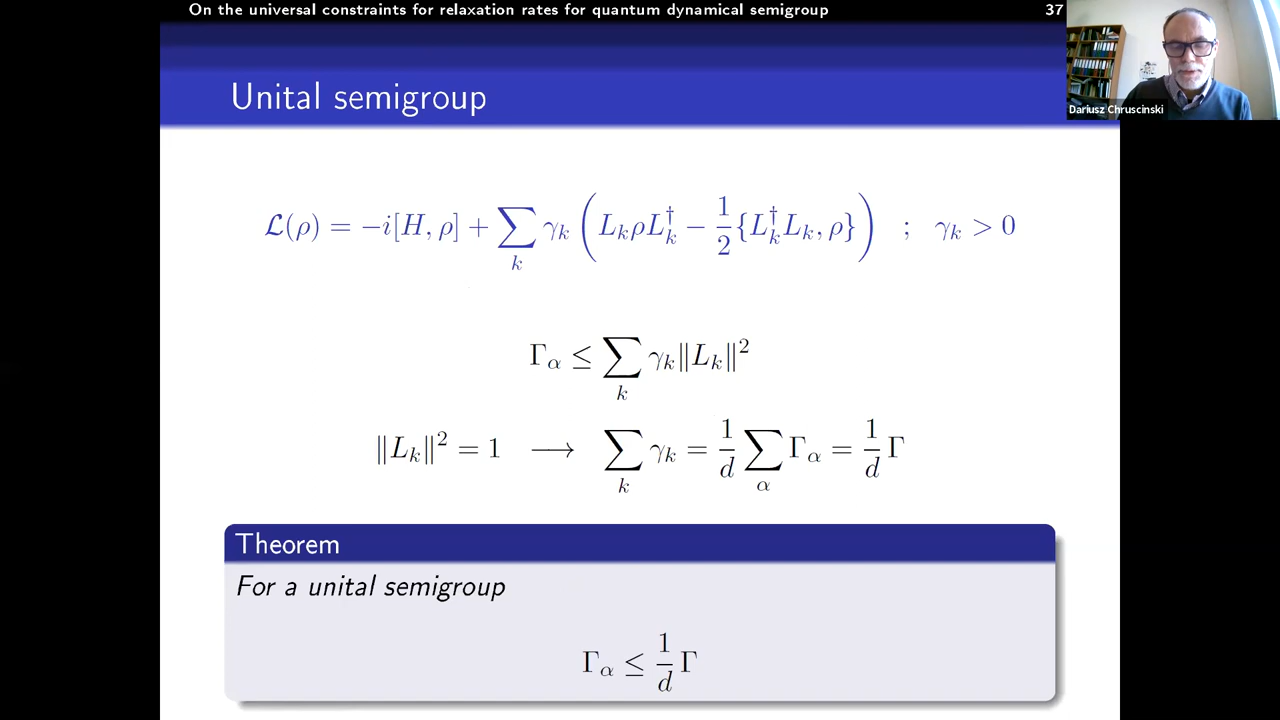 On the universal constraints for relaxation rates for quantum dynamical semigroup
37
Dariusz Chruscinski
Unital semigroup
𝓛(ρ) = −i[H, ρ] + ∑_k γ_k ( L_k ρ L_k^† − 1/2 {L_k^† L_k, ρ} ) ; γ_k > 0
Γ_α ≤ ∑_k γ_k ‖L_k‖²
‖L_k‖² = 1 ⟶ ∑_k γ_k = 1/d ∑_α Γ_α = 1/d Γ
Theorem
For a unital semigroup
Γ_α ≤ 1/d Γ